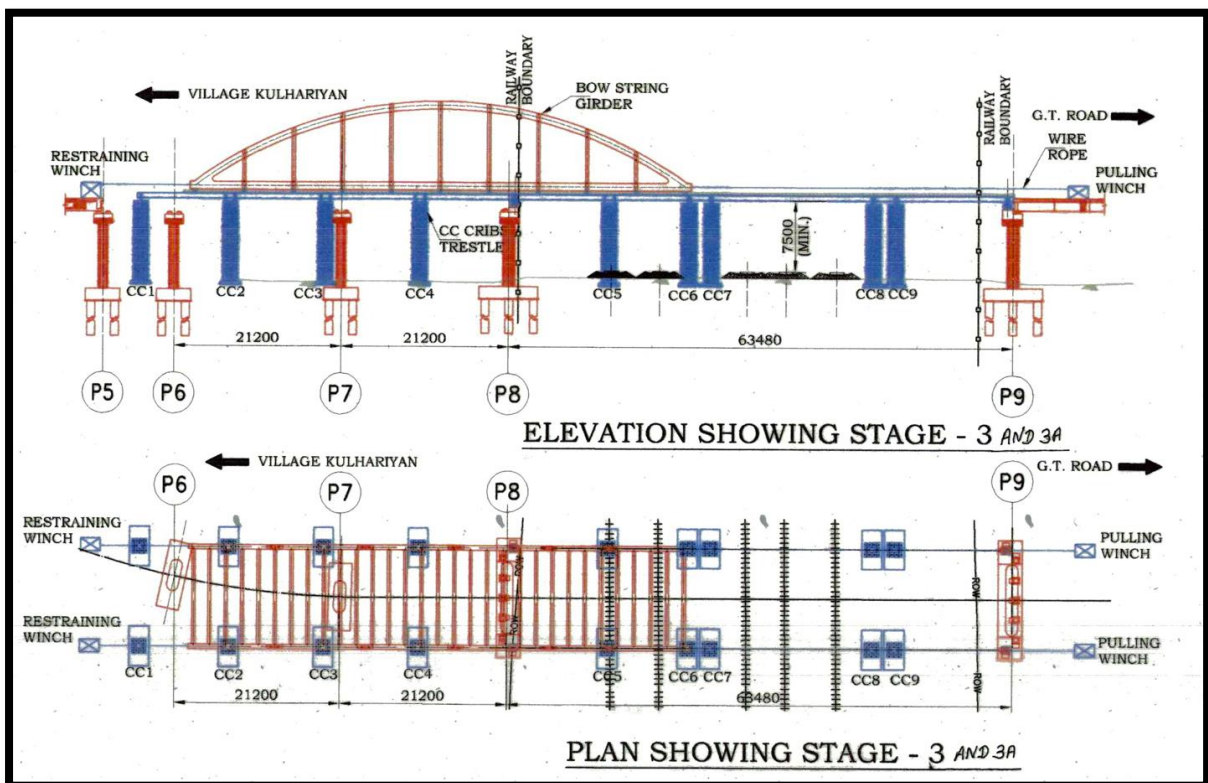 VILLAGE KULHARIYAN
RAILWAY
BOUNDARY
BOW STRING
GIRDER
RAILWAY
BOUNDARY
G.T. ROAD
RESTRAINING
WINCH
WIRE
ROPE
PULLING
WINCH
CC CRIBS
TRESTLE
7500
(MIN.)
CC1
CC2
CC3
CC4
CC5
CC6
CC7
CC8
CC9
21200
21200
63480
P5
P6
P7
P8
P9
ELEVATION SHOWING STAGE - 3 AND 3A
VILLAGE KULHARIYAN
G.T. ROAD
P6
P7
P8
P9
RESTRAINING
WINCH
PULLING
WINCH
ROW
ROW
RESTRAINING
WINCH
ROW
ROW
PULLING
WINCH
CC1
CC2
CC3
CC4
CC5
CC6
CC7
CC8
CC9
21200
21200
63480
PLAN SHOWING STAGE - 3 AND 3A